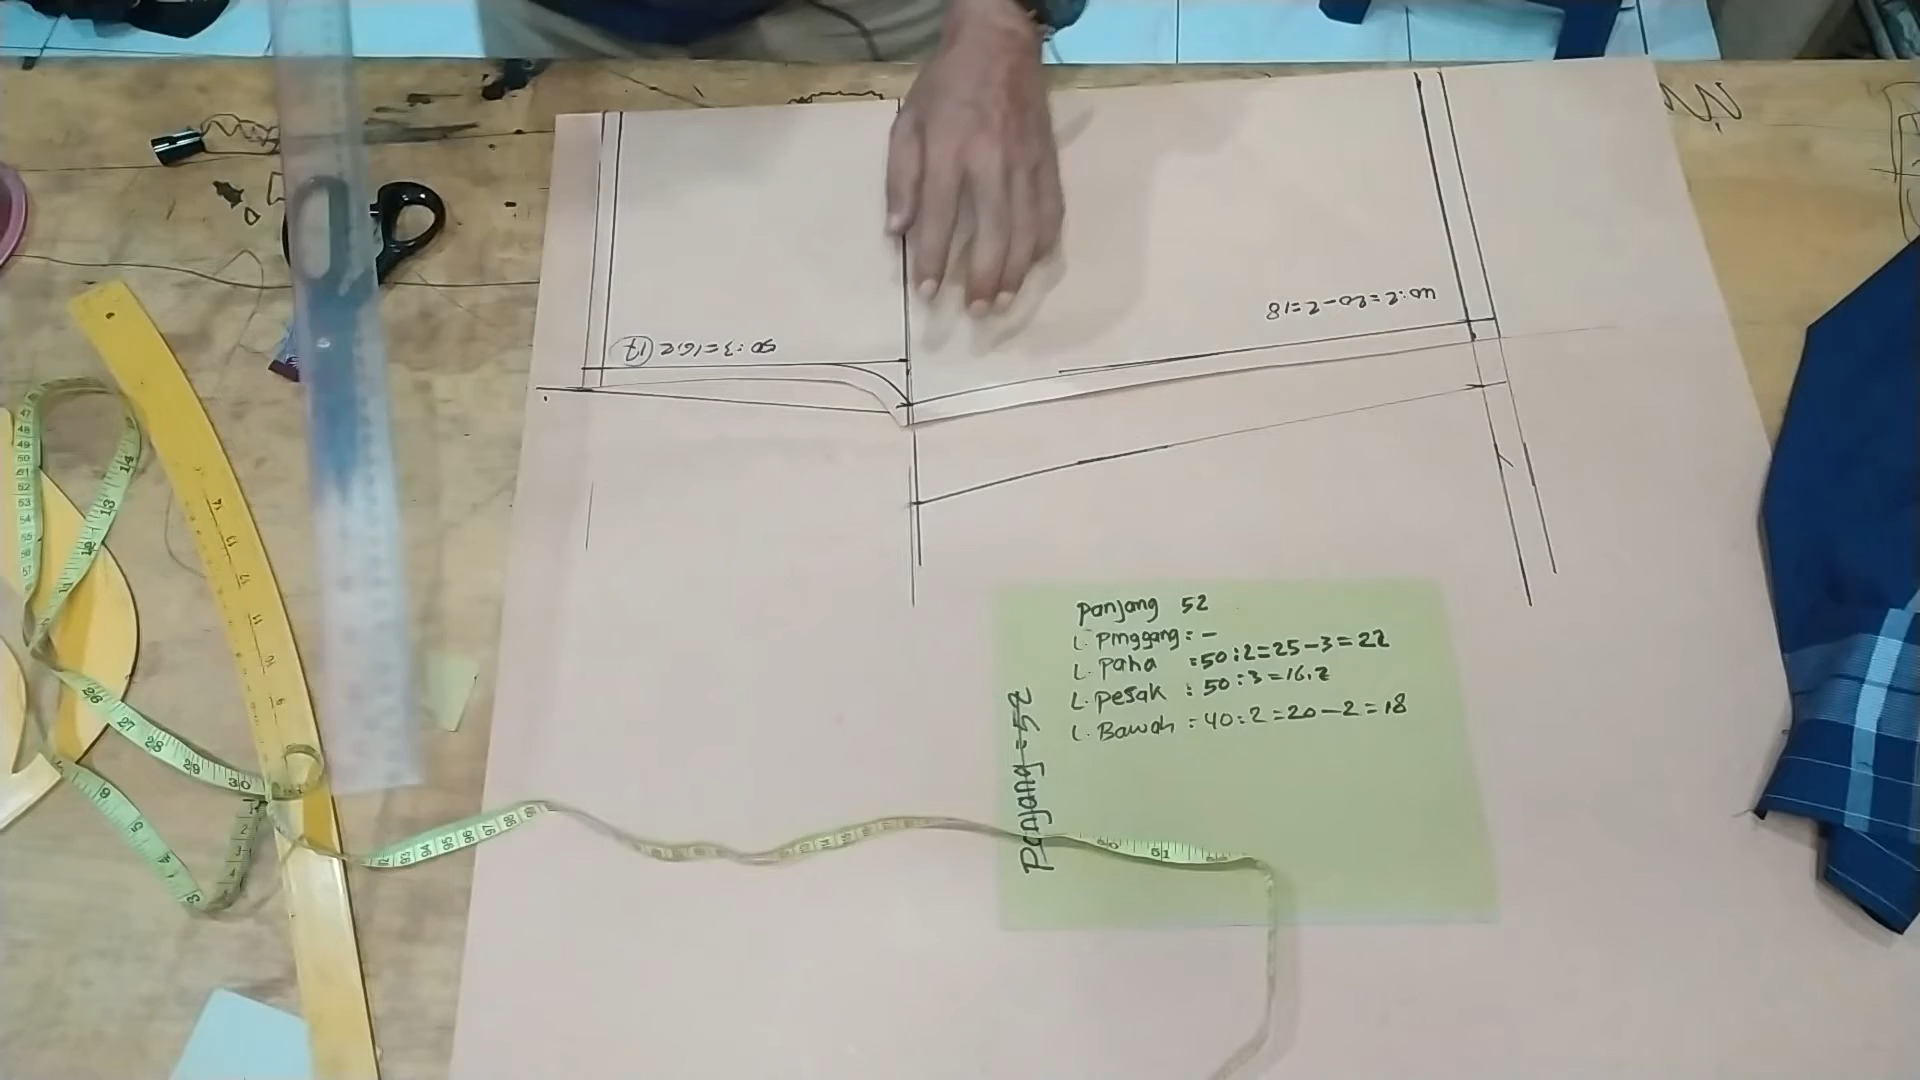 50:3=16,2 (17)
40:2=20-2=18
panjang 52
L. pinggang: -
L. paha :50:2=25-3=22
L. pesak : 50:3=16,2
L. Bawah : 40:2=20-2=18
Panjang=52